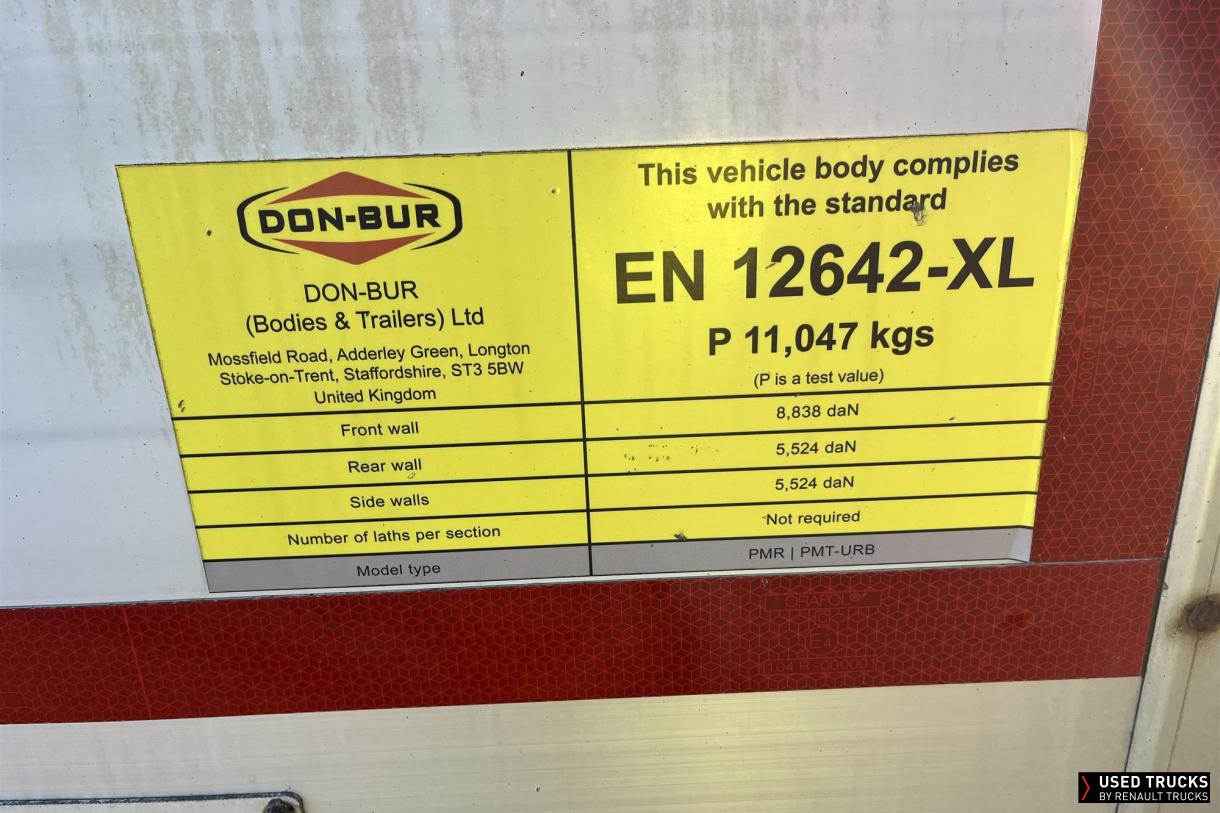 DON-BUR
DON-BUR
(Bodies & Trailers) Ltd
Mossfield Road, Adderley Green, Longton
Stoke-on-Trent, Staffordshire, ST3 5BW
United Kingdom
This vehicle body complies
with the standard
EN 12642-XL
P 11,047 kgs
(P is a test value)
Front wall 8,838 daN
Rear wall 5,524 daN
Side walls 5,524 daN
Number of laths per section Not required
Model type PMR | PMT-URB
ORAFOL®
104 R - 000001
USED TRUCKS
BY RENAULT TRUCKS